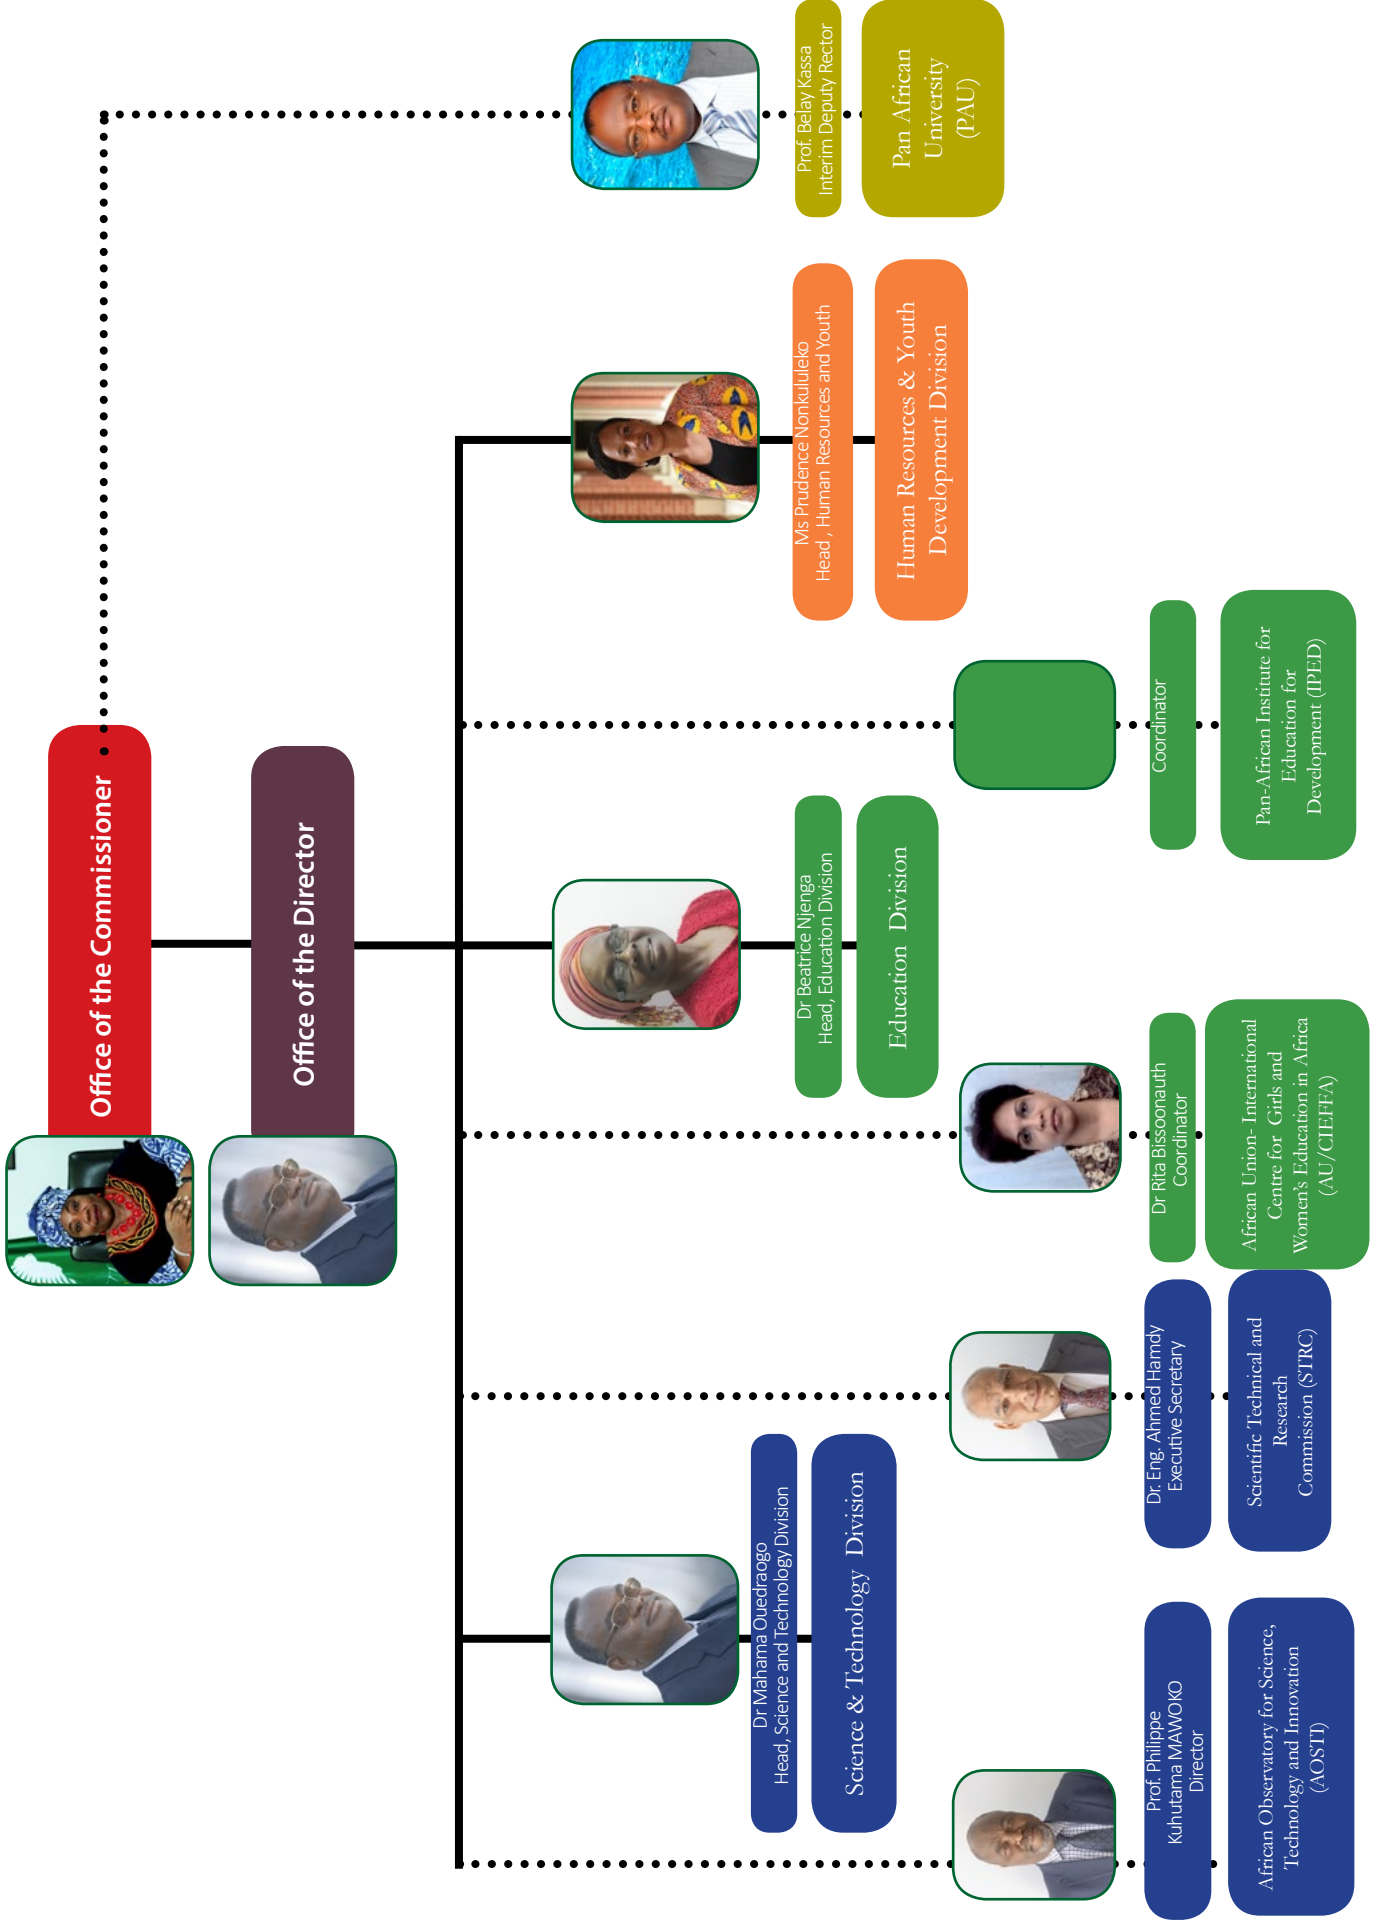 Office of the Commissioner
Office of the Director
Dr Mahama Ouedraogo
Head, Science and Technology Division
Science & Technology Division
Dr Beatrice Njenga
Head, Education Division
Education Division
Ms Prudence Nonkululeko
Head , Human Resources and Youth
Human Resources & Youth
Development Division
Prof. Belay Kassa
Interim Deputy Rector
Pan African
University
(PAU)
Prof. Philippe
Kuhutama MAWOKO
Director
African Observatory for Science,
Technology and Innovation
(AOSTI)
Dr. Eng. Ahmed Hamdy
Executive Secretary
Scientific Technical and
Research
Commission (STRC)
Dr Rita Bissoonauth
Coordinator
African Union- International
Centre for Girls and
Women's Education in Africa
(AU/CIEFFA)
Coordinator
Pan-African Institute for
Education for
Development (IPED)